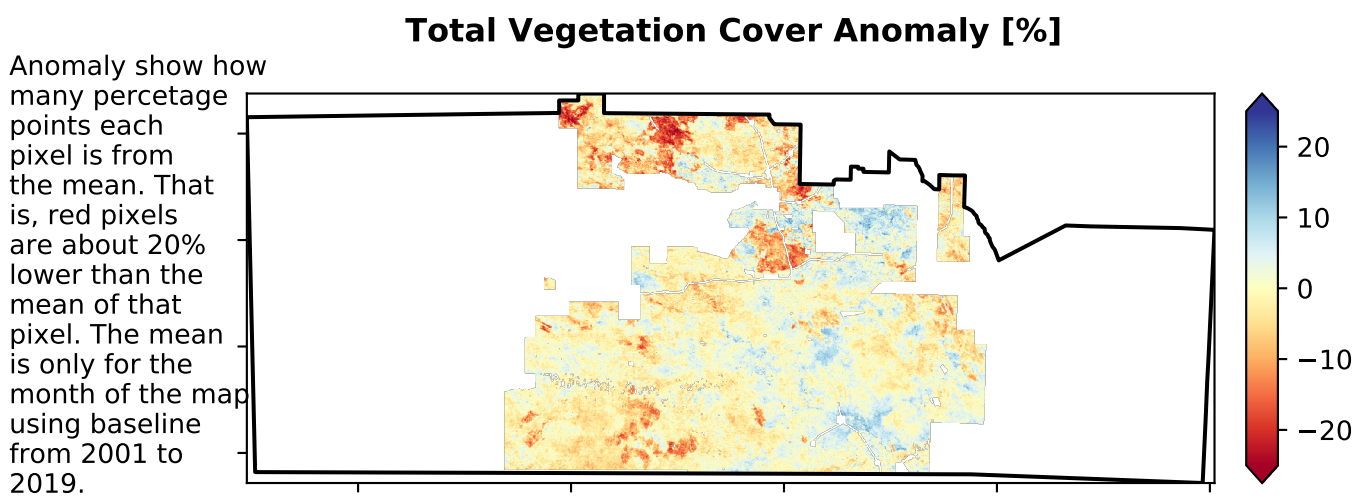 Total Vegetation Cover Anomaly [%]
Anomaly show how
many percetage
points each
pixel is from
the mean. That
is, red pixels
are about 20%
lower than the
mean of that
pixel. The mean
is only for the
month of the map
using baseline
from 2001 to
2019.
20
10
0
−10
−20